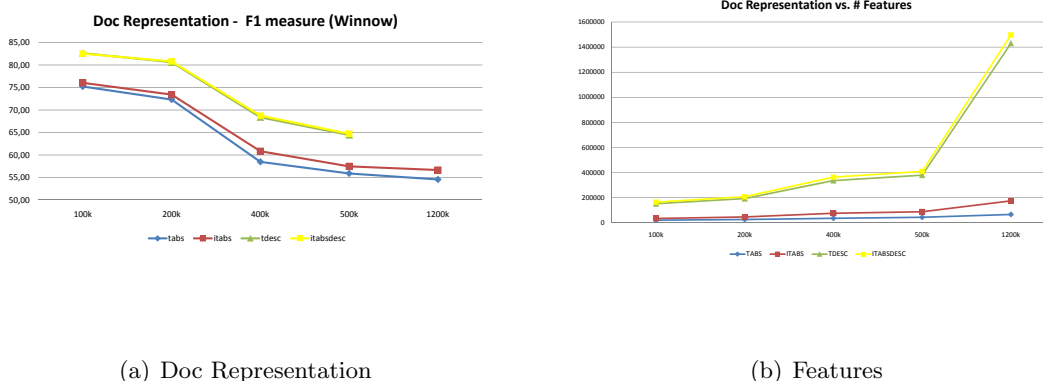 Doc Representation - F1 measure (Winnow)
85,00
80,00
75,00
70,00
65,00
60,00
55,00
50,00
100k 200k 400k 500k 1200k
tabs itabs tdesc itabsdesc
(a) Doc Representation
Doc Representation vs. # Features
1600000
1400000
1200000
1000000
800000
600000
400000
200000
0
100k 200k 400k 500k 1200k
TABS ITABS TDESC ITABSDESC
(b) Features